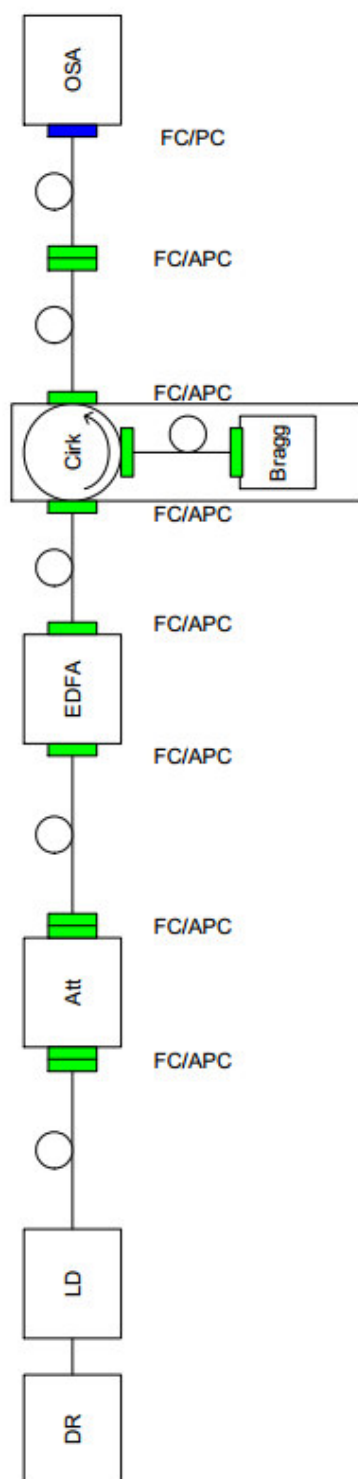 OSA
FC/PC
FC/APC
FC/APC
Cirk
Bragg
FC/APC
FC/APC
EDFA
FC/APC
FC/APC
Att
FC/APC
LD
DR